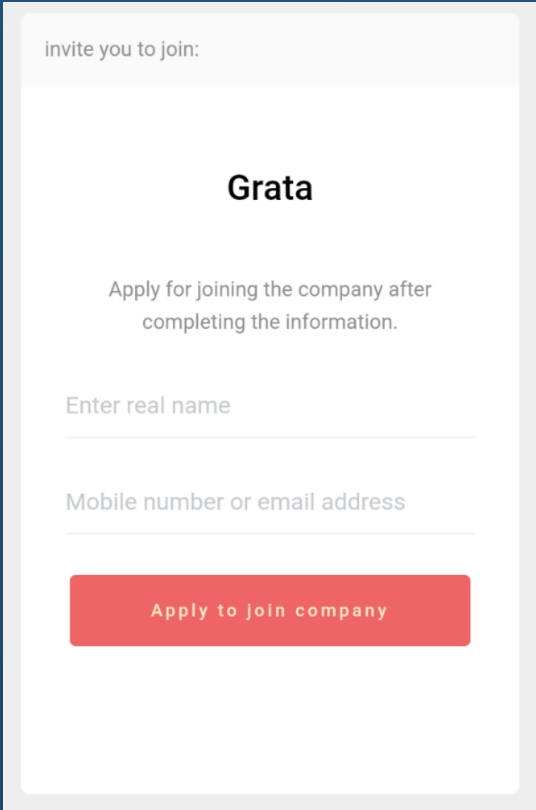 invite you to join:
Grata
Apply for joining the company after
completing the information.
Enter real name
Mobile number or email address
Apply to join company